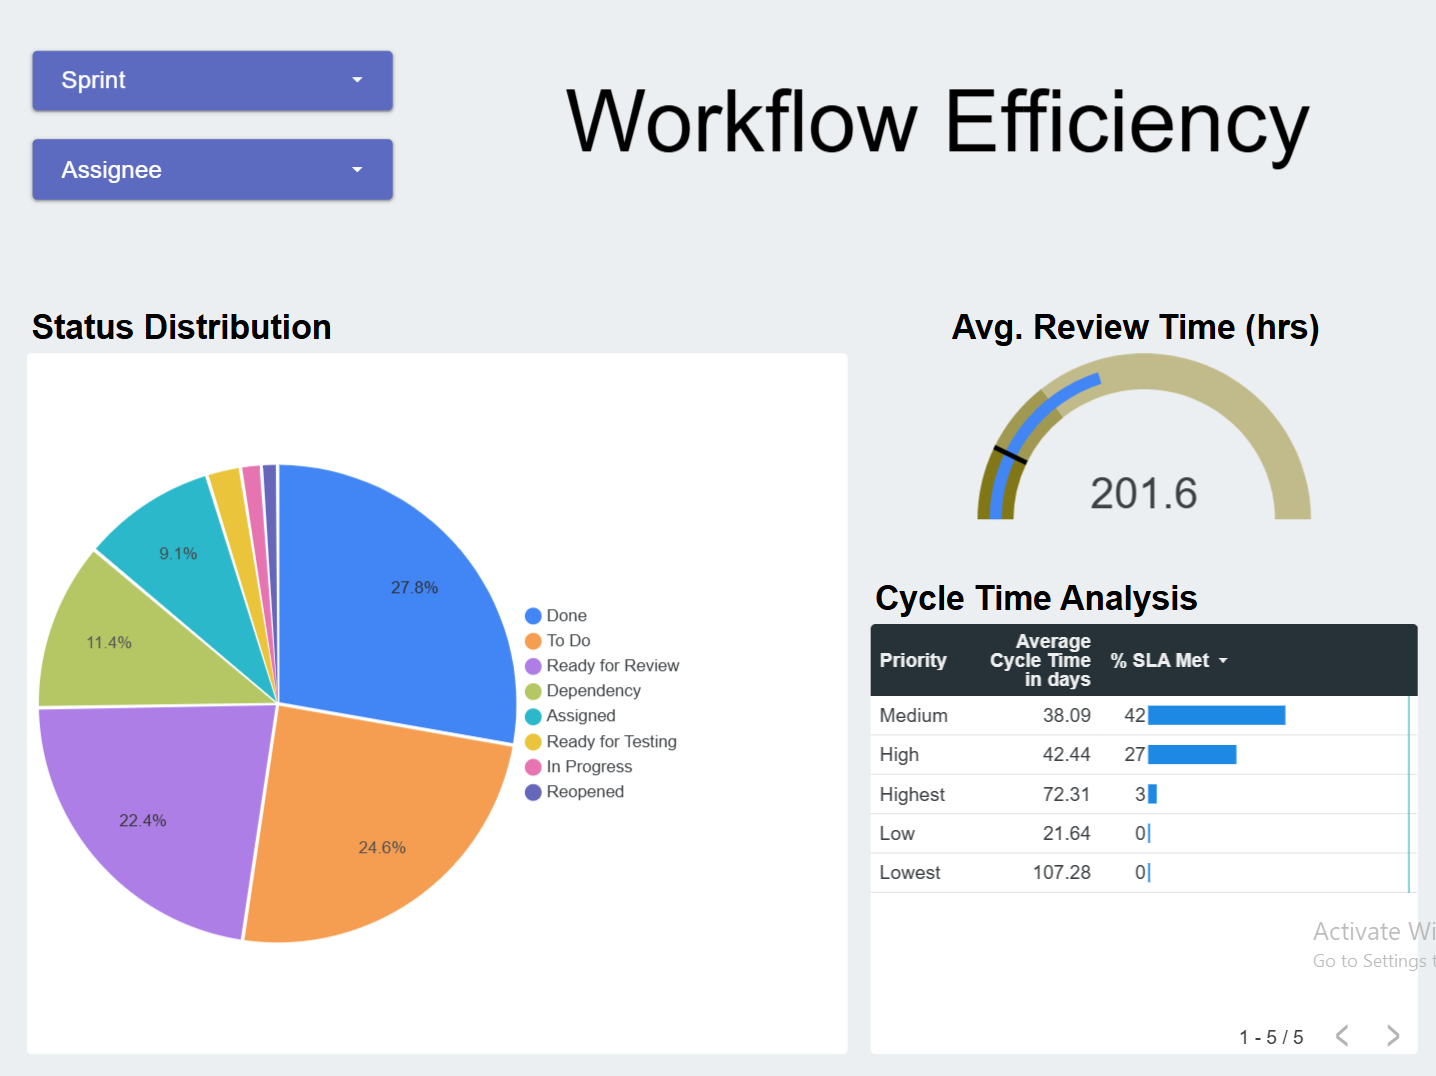 Sprint
Assignee
Workflow Efficiency
Status Distribution
27.8%
24.6%
22.4%
11.4%
9.1%
Done
To Do
Ready for Review
Dependency
Assigned
Ready for Testing
In Progress
Reopened
Avg. Review Time (hrs)
201.6
Cycle Time Analysis
Priority Average Cycle Time in days % SLA Met
Medium 38.09 42
High 42.44 27
Highest 72.31 3
Low 21.64 0
Lowest 107.28 0
Activate Wi
Go to Settings t
1 - 5 / 5